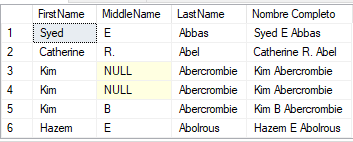 FirstName MiddleName LastName Nombre Completo
1 Syed E Abbas Syed E Abbas
2 Catherine R. Abel Catherine R. Abel
3 Kim NULL Abercrombie Kim Abercrombie
4 Kim NULL Abercrombie Kim Abercrombie
5 Kim B Abercrombie Kim B Abercrombie
6 Hazem E Abolrous Hazem E Abolrous